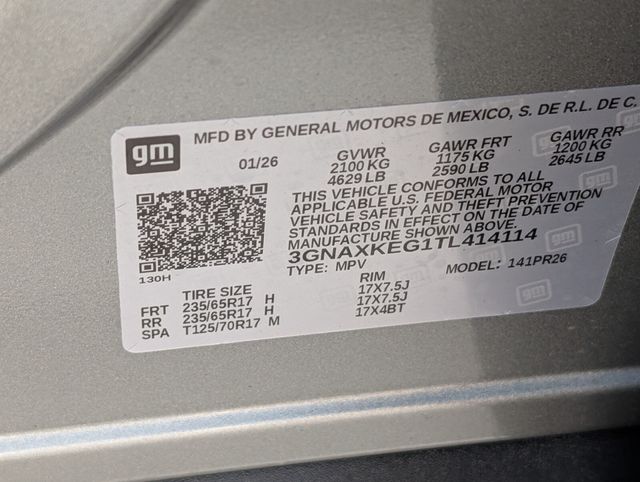 gm
MFD BY GENERAL MOTORS DE MEXICO, S. DE R.L. DE C.
01/26
GVWR
2100 KG
4629 LB
GAWR FRT
1175 KG
2590 LB
GAWR RR
1200 KG
2645 LB
THIS VEHICLE CONFORMS TO ALL
APPLICABLE U.S. FEDERAL MOTOR
VEHICLE SAFETY AND THEFT PREVENTION
STANDARDS IN EFFECT ON THE DATE OF
MANUFACTURE SHOWN ABOVE.
3GNAXKEG1TL414114
TYPE: MPV
MODEL: 141PR26
130H
TIRE SIZE
RIM
FRT 235/65R17 H 17X7.5J
RR 235/65R17 H 17X7.5J
SPA T125/70R17 M 17X4BT